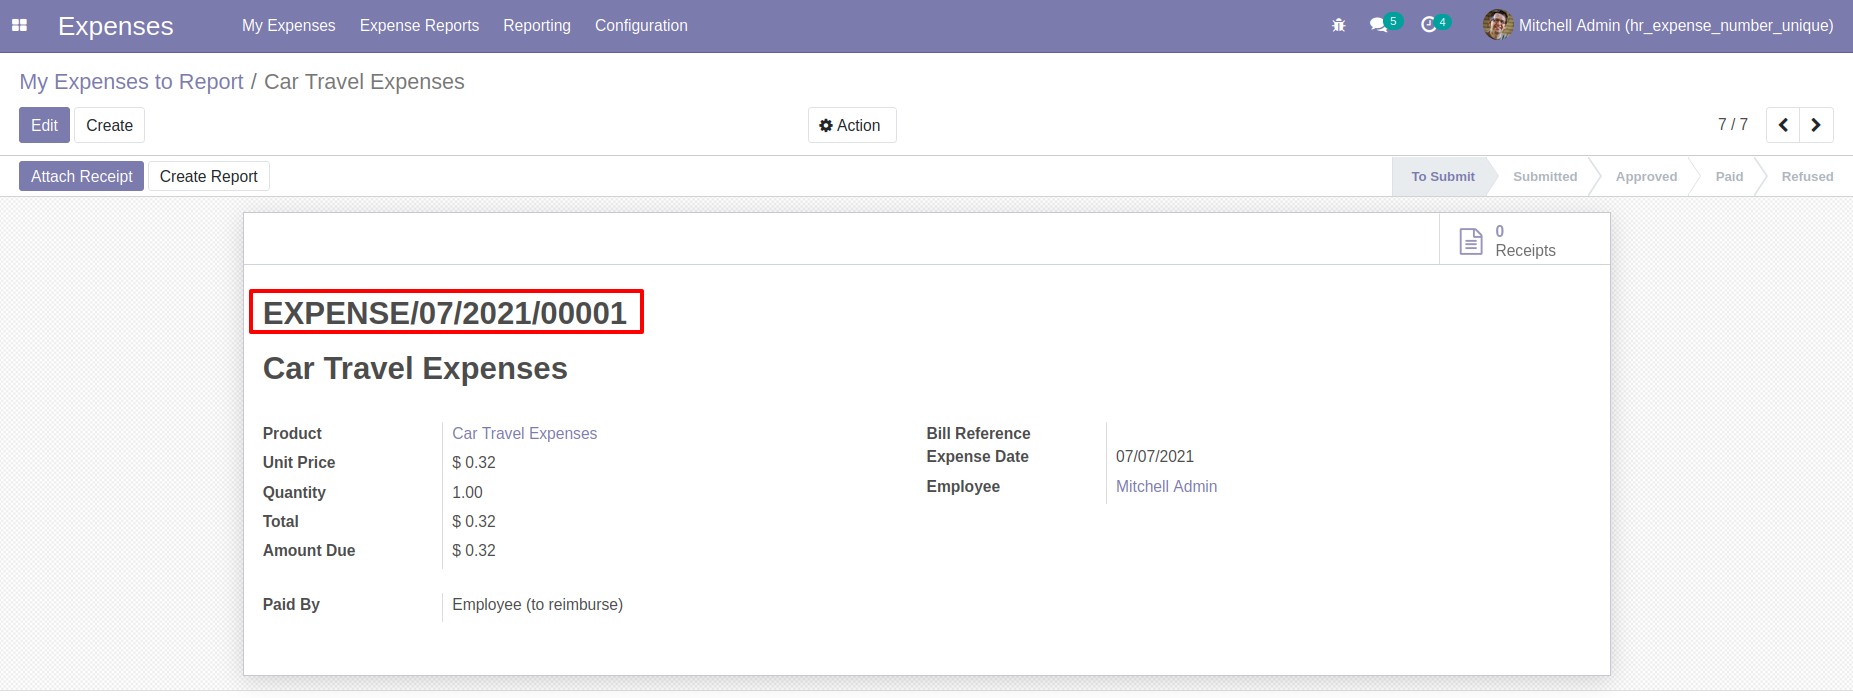 Expenses My Expenses Expense Reports Reporting Configuration 5 4 Mitchell Admin (hr_expense_number_unique)
My Expenses to Report / Car Travel Expenses
Edit Create Action 7 / 7
Attach Receipt Create Report To Submit Submitted Approved Paid Refused
0
Receipts
EXPENSE/07/2021/00001
Car Travel Expenses
Product Car Travel Expenses
Unit Price $ 0.32
Quantity 1.00
Total $ 0.32
Amount Due $ 0.32
Paid By Employee (to reimburse)
Bill Reference
Expense Date 07/07/2021
Employee Mitchell Admin